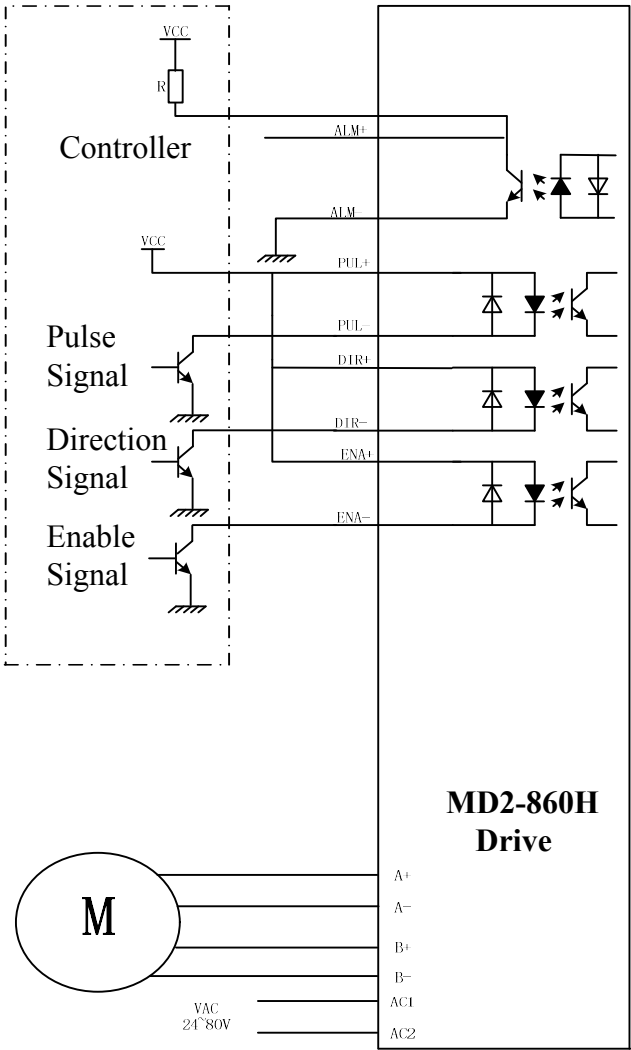 VCC
R
ALM+
Controller
ALM-
VCC
PUL+
PUL-
Pulse
Signal
DIR+
DIR-
Direction
Signal
ENA+
ENA-
Enable
Signal
MD2-860H
Drive
M
A+
A-
B+
B-
AC1
VAC
24~80V
AC2